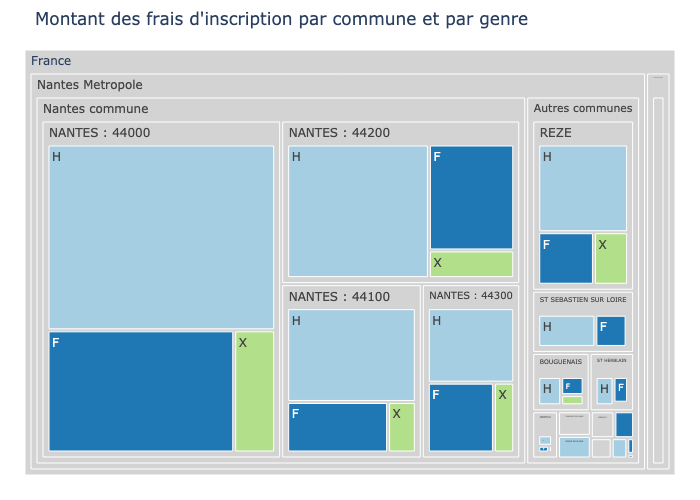 Montant des frais d'inscription par commune et par genre
France
Nantes Metropole
Nantes commune
Autres communes
NANTES : 44000
H
F
X
NANTES : 44200
H
F
X
NANTES : 44100
H
F
X
NANTES : 44300
H
F
X
REZE
H
F
X
ST SEBASTIEN SUR LOIRE
H
F
BOUGUENAIS
H
F
ST HERBLAIN
H
F